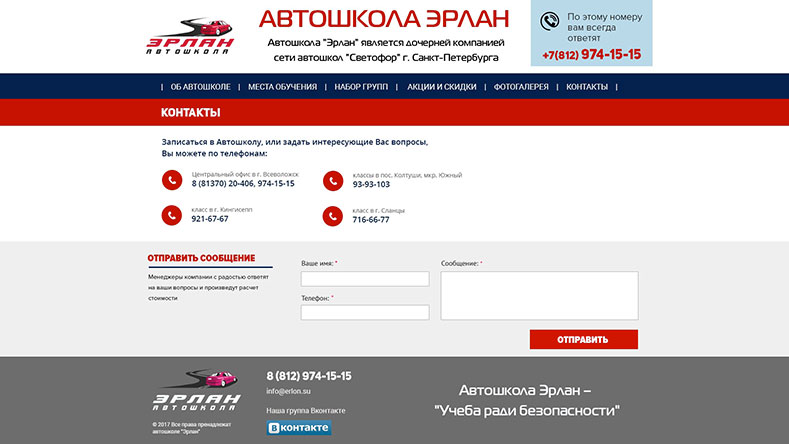 ЭРЛАН
АВТОШКОЛА
АВТОШКОЛА ЭРЛАН
Автошкола "Эрлан" является дочерней компанией
сети автошкол "Светофор" г. Санкт-Петербурга
По этому номеру
вам всегда
ответят
+7(812) 974-15-15
| ОБ АВТОШКОЛЕ | МЕСТА ОБУЧЕНИЯ | НАБОР ГРУПП | АКЦИИ И СКИДКИ | ФОТОГАЛЕРЕЯ | КОНТАКТЫ |
КОНТАКТЫ
Записаться в Автошколу, или задать интересующие Вас вопросы,
Вы можете по телефонам:
Центральный офис в г. Всеволожск
8 (81370) 20-406, 974-15-15
классы в пос. Колтуши, мкр. Южный
93-93-103
класс в г. Кингисепп
921-67-67
класс в г. Сланцы
716-66-77
ОТПРАВИТЬ СООБЩЕНИЕ
Менеджеры компании с радостью ответят
на ваши вопросы и произведут расчет
стоимости
Ваше имя: *
Телефон: *
Сообщение: *
ОТПРАВИТЬ
ЭРЛАН
АВТОШКОЛА
© 2017 Все права принадлежат
автошколе "Эрлан"
8 (812) 974-15-15
info@erlon.su
Наша группа Вконтакте
В контакте
Автошкола Эрлан –
"Учеба ради безопасности"